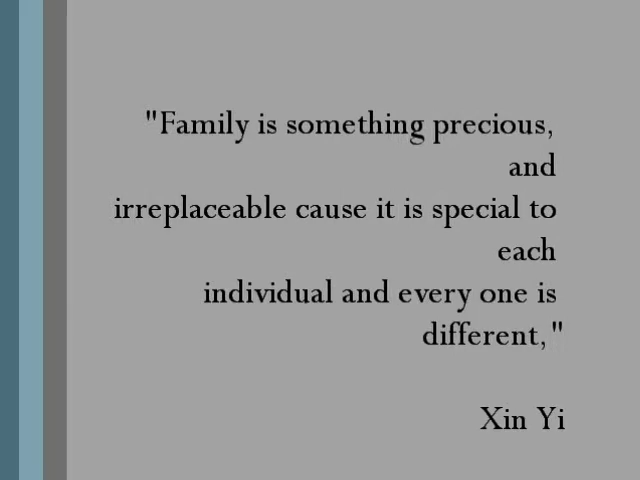 "Family is something precious,
and
irreplaceable cause it is special to
each
individual and every one is
different,"
Xin Yi